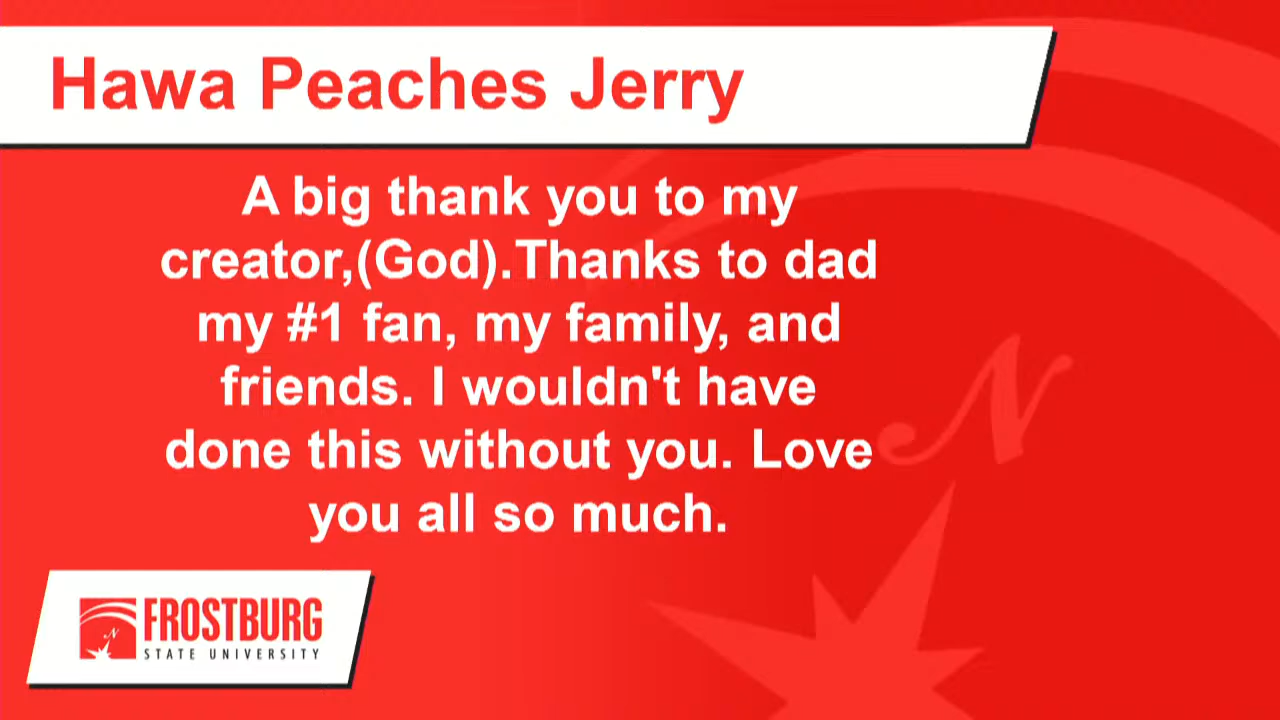 Hawa Peaches Jerry
A big thank you to my
creator,(God).Thanks to dad
my #1 fan, my family, and
friends. I wouldn't have
done this without you. Love
you all so much.
N
N
FROSTBURG
STATE UNIVERSITY